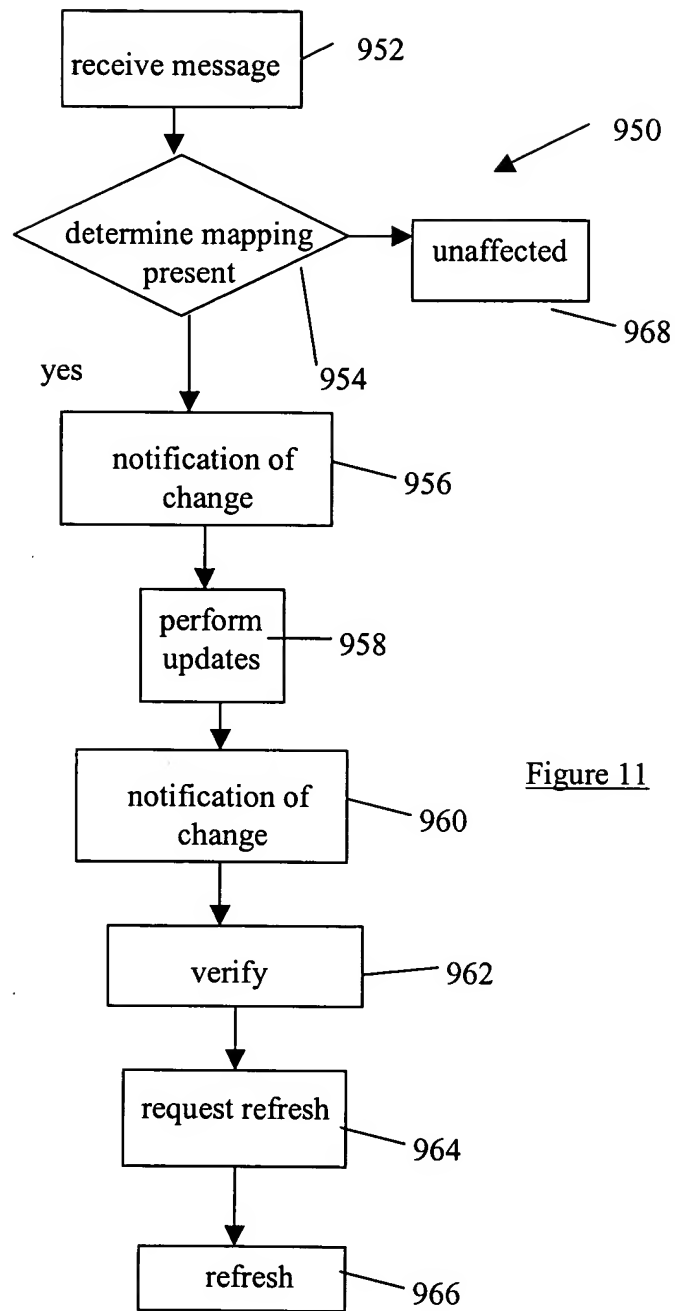 receive message
952
950
determine mapping
present
unaffected
968
954
yes
notification of
change
956
perform
updates
958
notification of
change
960
Figure 11
verify
962
request refresh
964
refresh
966